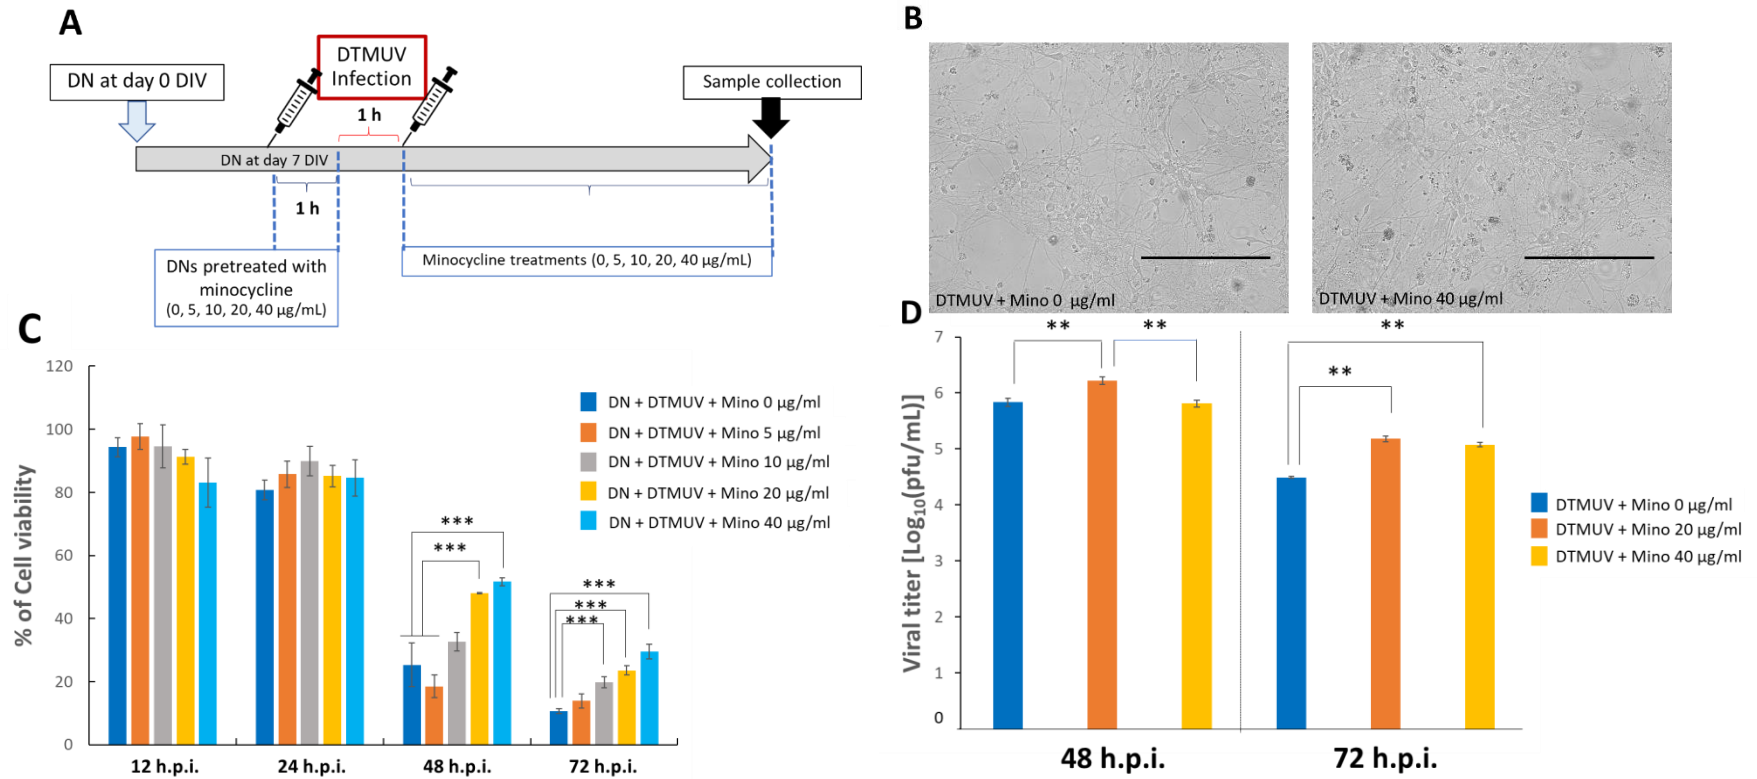 A
DN at day 0 DIV
DTMUV
Infection
Sample collection
1 h
DN at day 7 DIV
1 h
DNs pretreated with
minocycline
(0, 5, 10, 20, 40 µg/mL)
Minocycline treatments (0, 5, 10, 20, 40 µg/mL)
B
DTMUV + Mino 0 µg/ml
DTMUV + Mino 40 µg/ml
C
% of Cell viability
120
100
80
60
40
20
0
***
***
***
***
***
12 h.p.i.
24 h.p.i.
48 h.p.i.
72 h.p.i.
DN + DTMUV + Mino 0 µg/ml
DN + DTMUV + Mino 5 µg/ml
DN + DTMUV + Mino 10 µg/ml
DN + DTMUV + Mino 20 µg/ml
DN + DTMUV + Mino 40 µg/ml
D
Viral titer [Log10(pfu/mL)]
7
6
5
4
3
2
1
0
**
**
**
**
48 h.p.i.
72 h.p.i.
DTMUV + Mino 0 µg/ml
DTMUV + Mino 20 µg/ml
DTMUV + Mino 40 µg/ml